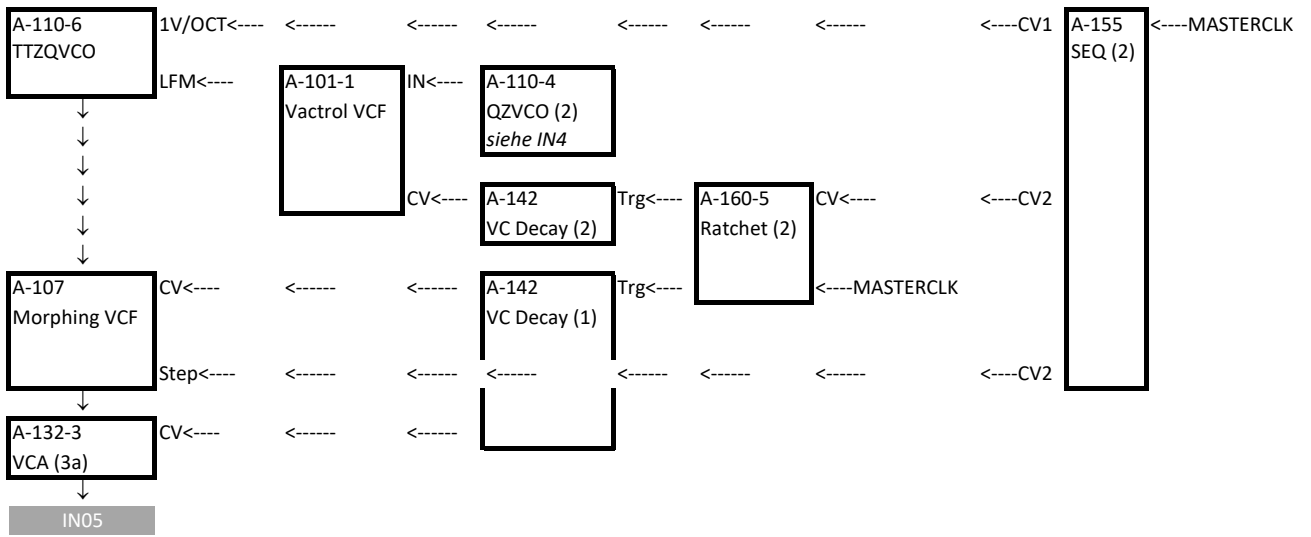 A-110-6 1V/OCT<---- <------ <------ <------ <------ <------ <------ <----CV1 A-155 <----MASTERCLK
TTZQVCO SEQ (2)
LFM<---- A-101-1 IN<---- A-110-4
↓ Vactrol VCF QZVCO (2)
↓ siehe IN4
↓
↓ CV<---- A-142 Trg<---- A-160-5 CV<---- <----CV2
↓ VC Decay (2) Ratchet (2)
↓
A-107 CV<---- <------ <------ A-142 Trg<---- <----MASTERCLK
Morphing VCF VC Decay (1)
Step<---- <------ <------ <------ <------ <------ <------ <----CV2
↓
A-132-3 CV<---- <------ <------
VCA (3a)
↓
IN05